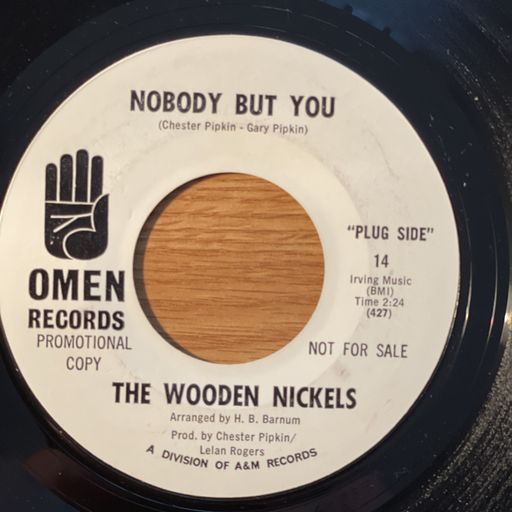 NOBODY BUT YOU
(Chester Pipkin - Gary Pipkin)
"PLUG SIDE"
14
Irving Music
(BMI)
Time 2:24
(427)
OMEN
RECORDS
PROMOTIONAL
COPY
NOT FOR SALE
THE WOODEN NICKELS
Arranged by H. B. Barnum
Prod. by Chester Pipkin/
Lelan Rogers
A DIVISION OF A&M RECORDS